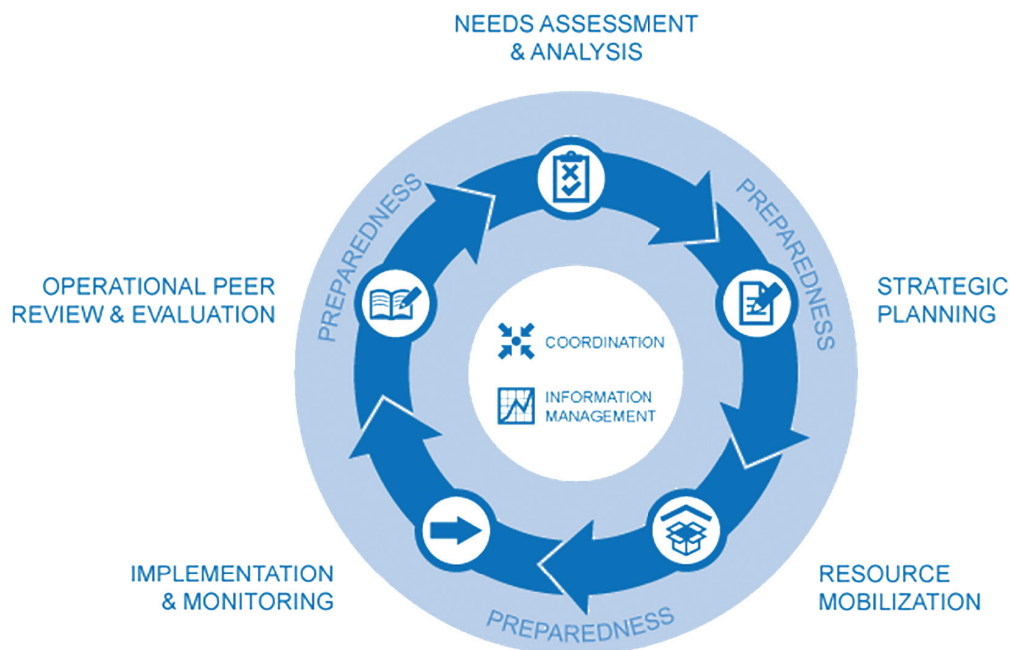 NEEDS ASSESSMENT
& ANALYSIS
PREPAREDNESS
PREPAREDNESS
OPERATIONAL PEER
REVIEW & EVALUATION
STRATEGIC
PLANNING
COORDINATION
INFORMATION
MANAGEMENT
IMPLEMENTATION
& MONITORING
RESOURCE
MOBILIZATION
PREPAREDNESS